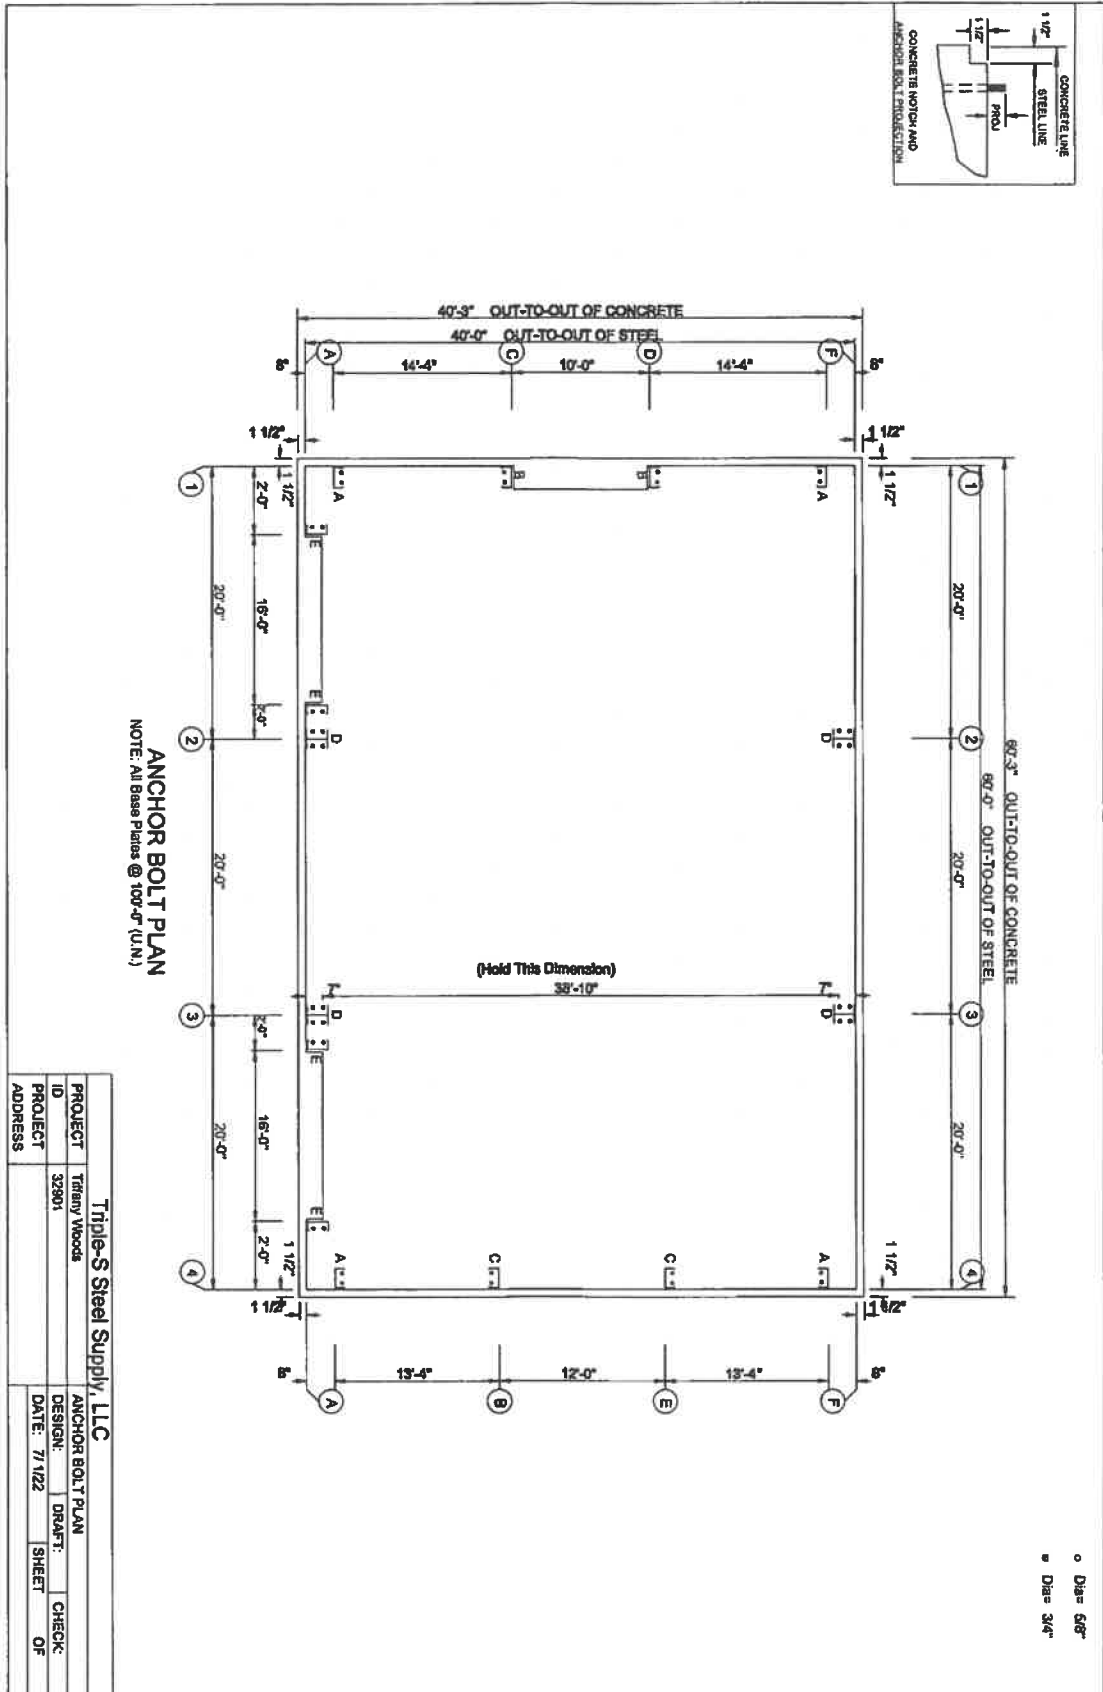 CONCRETE LINE
STEEL LINE
PROJ
1 1/2"
1 1/2"
CONCRETE NOTCH AND
ANCHOR BOLT PROJECTION
Dia= 5/8"
Dia= 3/4"
60'-3" OUT-TO-OUT OF CONCRETE
60'-0" OUT-TO-OUT OF STEEL
1
20'-0"
2
20'-0"
3
20'-0"
4
40'-3" OUT-TO-OUT OF CONCRETE
40'-0" OUT-TO-OUT OF STEEL
8"
F
14'-4"
D
10'-0"
C
14'-4"
A
8"
1 1/2"
1 1/2"
1 1/2"
1 1/2"
1 1/2"
1 1/2"
1 1/2"
A
D
D
A
B
B
C
C
A
D
D
A
E
E
E
E
7"
38'-10"
(Hold This Dimension)
7"
8"
F
13'-4"
E
12'-0"
B
13'-4"
A
8"
2'-0"
16'-0"
2'-0"
2'-0"
16'-0"
2'-0"
1
20'-0"
2
20'-0"
3
20'-0"
4
ANCHOR BOLT PLAN
NOTE: All Base Plates @ 100'-0" (U.N.)
Triple-S Steel Supply, LLC
PROJECT Tiffany Woods ANCHOR BOLT PLAN
ID 32901 DESIGN: DRAFT: CHECK:
PROJECT DATE: 7/ 1/22 SHEET OF
ADDRESS